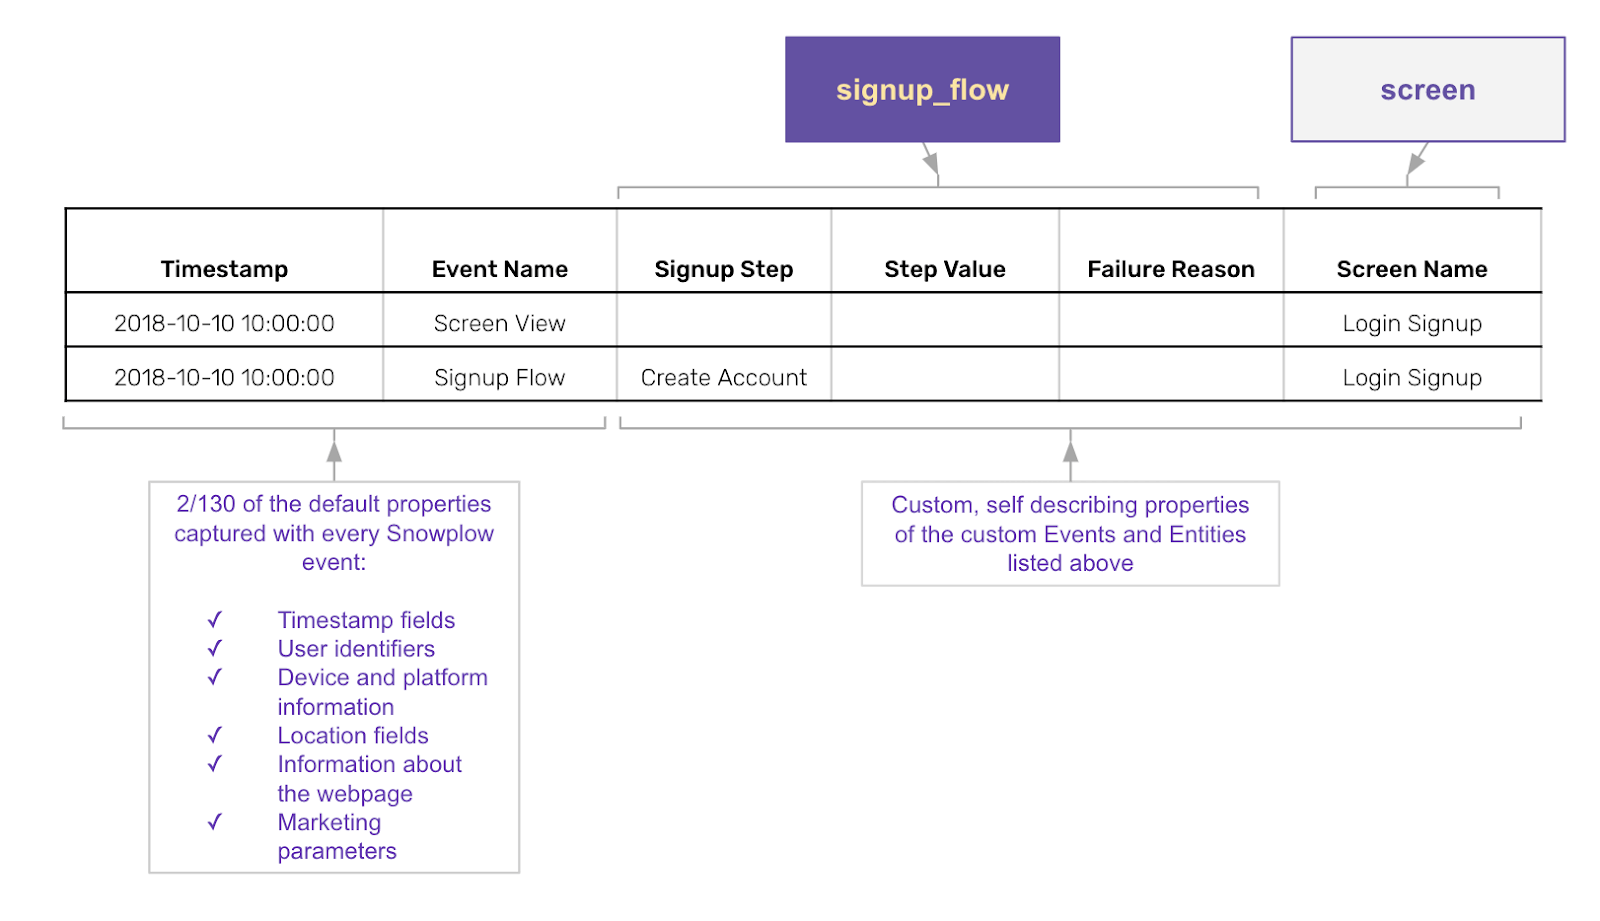 signup_flow
screen
Timestamp Event Name Signup Step Step Value Failure Reason Screen Name
2018-10-10 10:00:00 Screen View Login Signup
2018-10-10 10:00:00 Signup Flow Create Account Login Signup
2/130 of the default properties
captured with every Snowplow
event:
✓ Timestamp fields
✓ User identifiers
✓ Device and platform
information
✓ Location fields
✓ Information about
the webpage
✓ Marketing
parameters
Custom, self describing properties
of the custom Events and Entities
listed above